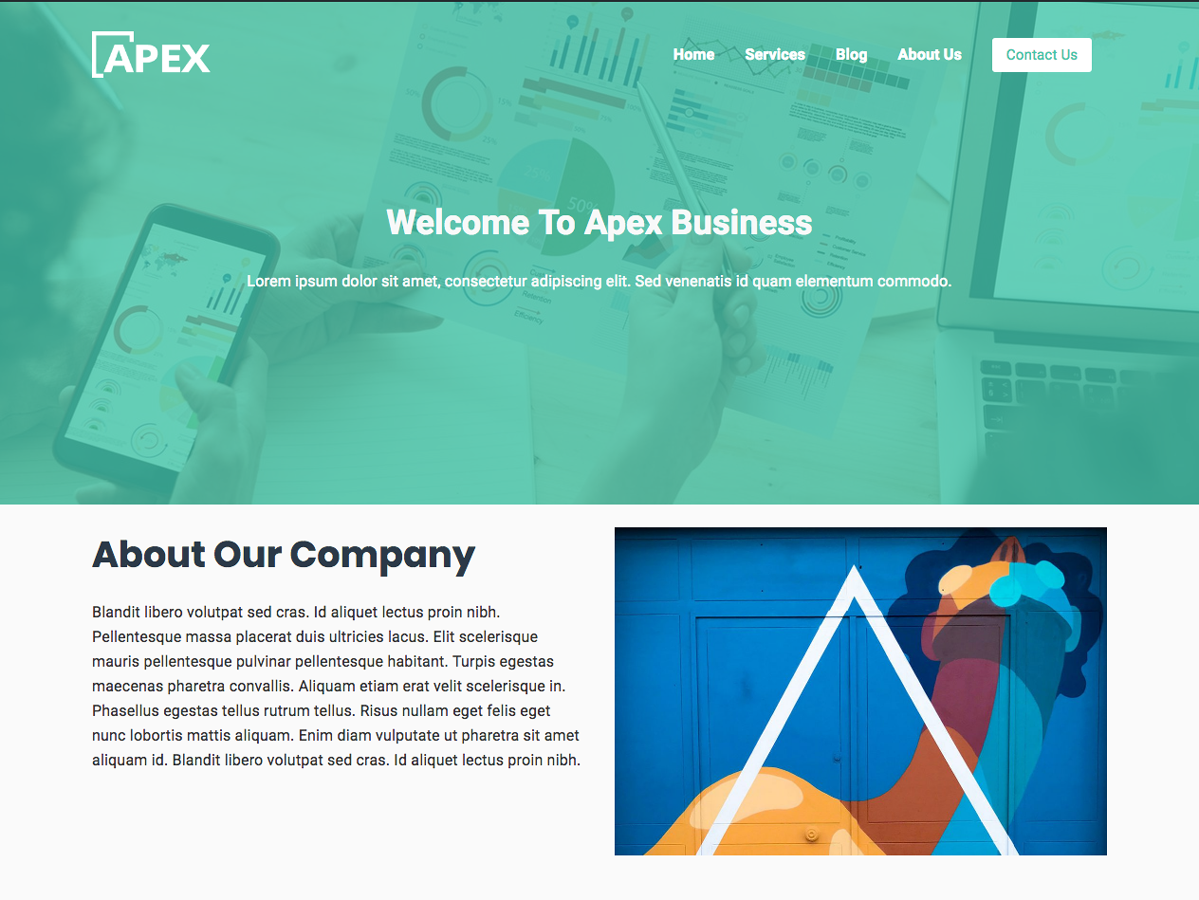 APEX
Home Services Blog About Us Contact Us
50%
Welcome To Apex Business
Lorem ipsum dolor sit amet, consectetur adipiscing elit. Sed venenatis id quam elementum commodo.
Retention
Efficiency
About Our Company
Blandit libero volutpat sed cras. Id aliquet lectus proin nibh.
Pellentesque massa placerat duis ultricies lacus. Elit scelerisque
mauris pellentesque pulvinar pellentesque habitant. Turpis egestas
maecenas pharetra convallis. Aliquam etiam erat velit scelerisque in.
Phasellus egestas tellus rutrum tellus. Risus nullam eget felis eget
nunc lobortis mattis aliquam. Enim diam vulputate ut pharetra sit amet
aliquam id. Blandit libero volutpat sed cras. Id aliquet lectus proin nibh.